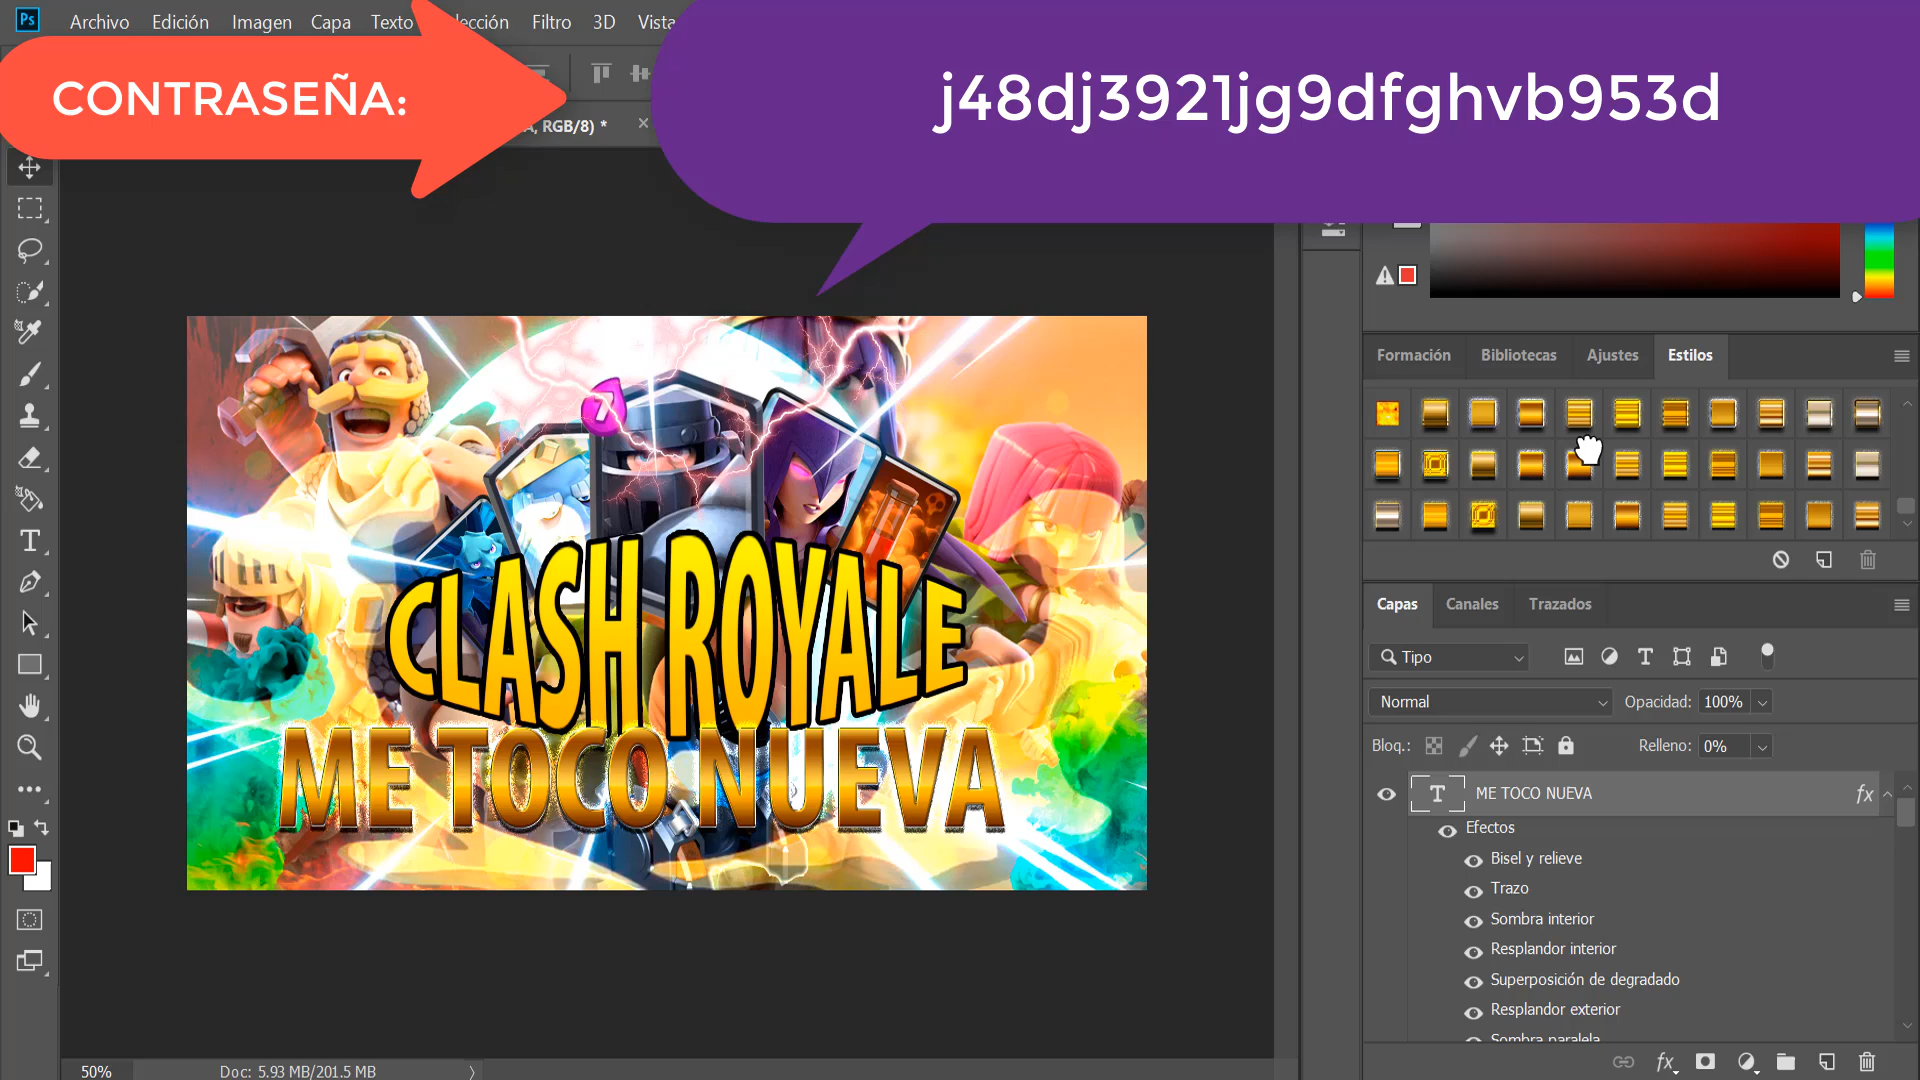 Ps Archivo Edición Imagen Capa Texto lección Filtro 3D Vista
CONTRASEÑA:
j48dj3921jg9dfghvb953d
, RGB/8) *
Formación Bibliotecas Ajustes Estilos
7
CLASH ROYALE
ME TOCO NUEVA
Capas Canales Trazados
Tipo
Normal Opacidad: 100%
Bloq.: Relleno: 0%
T ME TOCO NUEVA fx
Efectos
Bisel y relieve
Trazo
Sombra interior
Resplandor interior
Superposición de degradado
Resplandor exterior
Sombra paralela
50% Doc: 5.93 MB/201.5 MB
fx